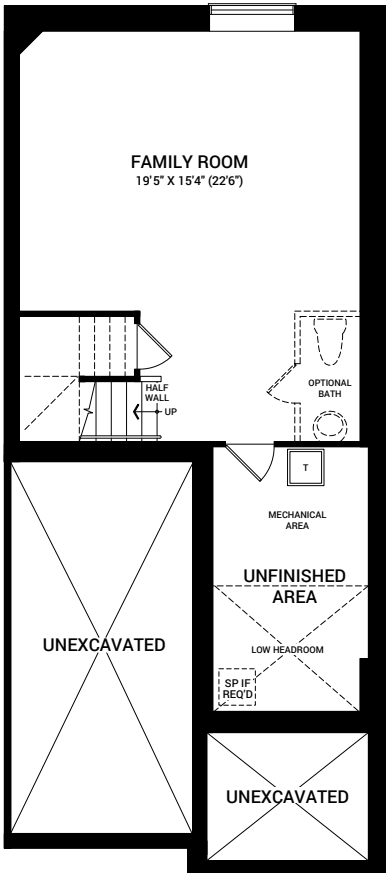 FAMILY ROOM
19'5" X 15'4" (22'6")
HALF
WALL
UP
OPTIONAL
BATH
T
MECHANICAL
AREA
UNFINISHED
AREA
LOW HEADROOM
SP IF
REQ'D
UNEXCAVATED
UNEXCAVATED